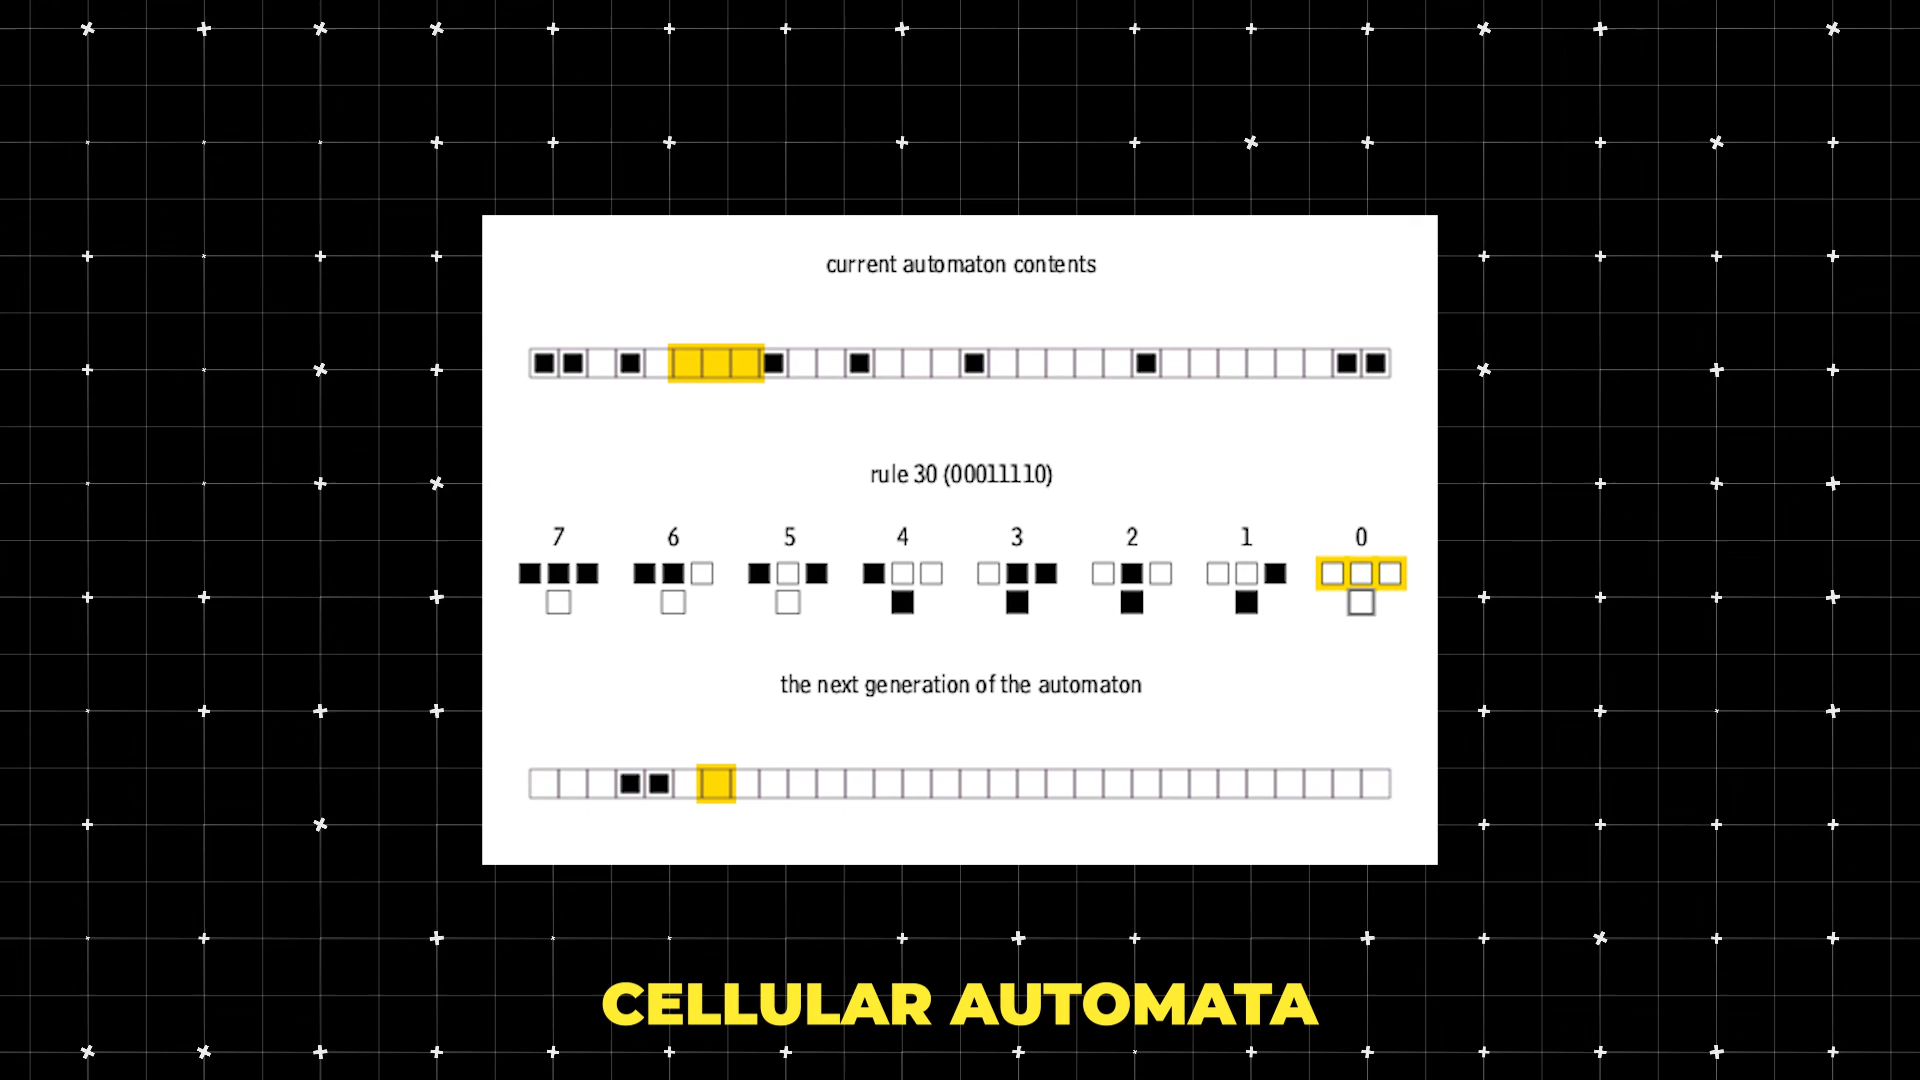 current automaton contents
rule 30 (00011110)
7 6 5 4 3 2 1 0
the next generation of the automaton
CELLULAR AUTOMATA